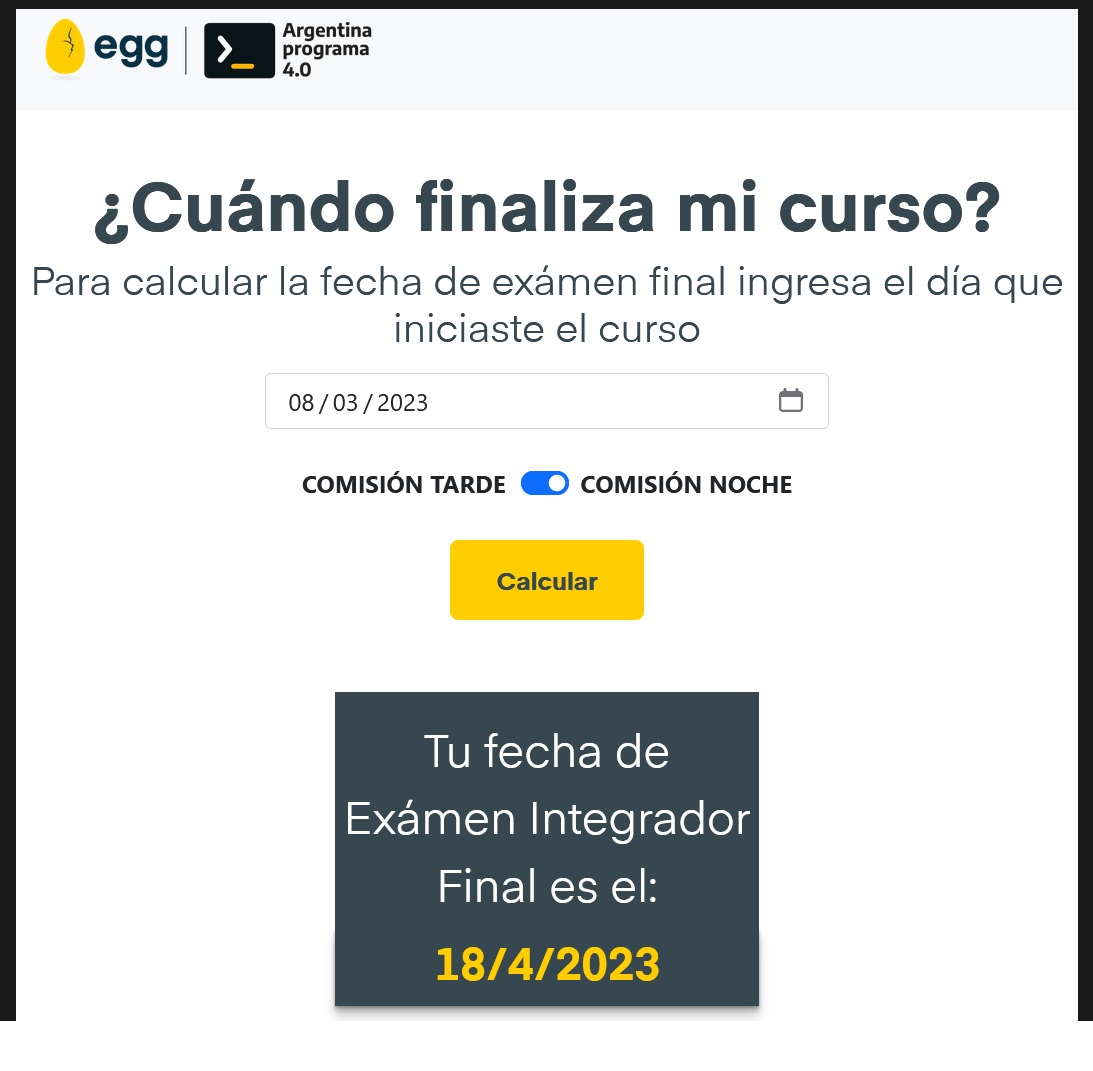 egg
Argentina
programa
4.0
¿Cuándo finaliza mi curso?
Para calcular la fecha de exámen final ingresa el día que
iniciaste el curso
08 / 03 / 2023
COMISIÓN TARDE COMISIÓN NOCHE
Calcular
Tu fecha de
Exámen Integrador
Final es el:
18/4/2023